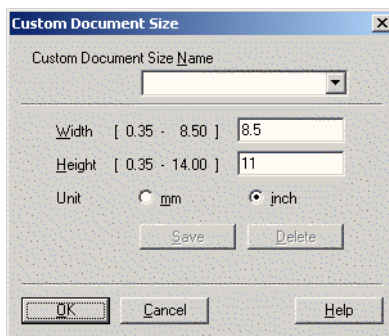 Custom Document Size
Custom Document Size Name
Width [ 0.35 - 8.50 ] 8.5
Height [ 0.35 - 14.00 ] 11
Unit mm inch
Save Delete
OK Cancel Help